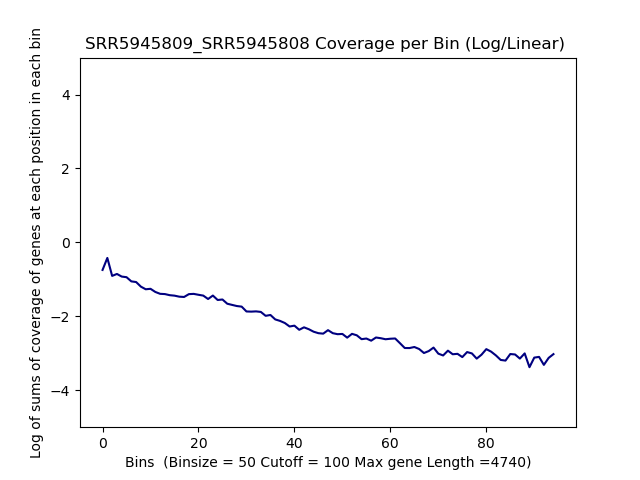 SRR5945809_SRR5945808 Coverage per Bin (Log/Linear)
Log of sums of coverage of genes at each position in each bin
4
2
0
−2
−4
0 20 40 60 80
Bins  (Binsize = 50 Cutoff = 100 Max gene Length =4740)